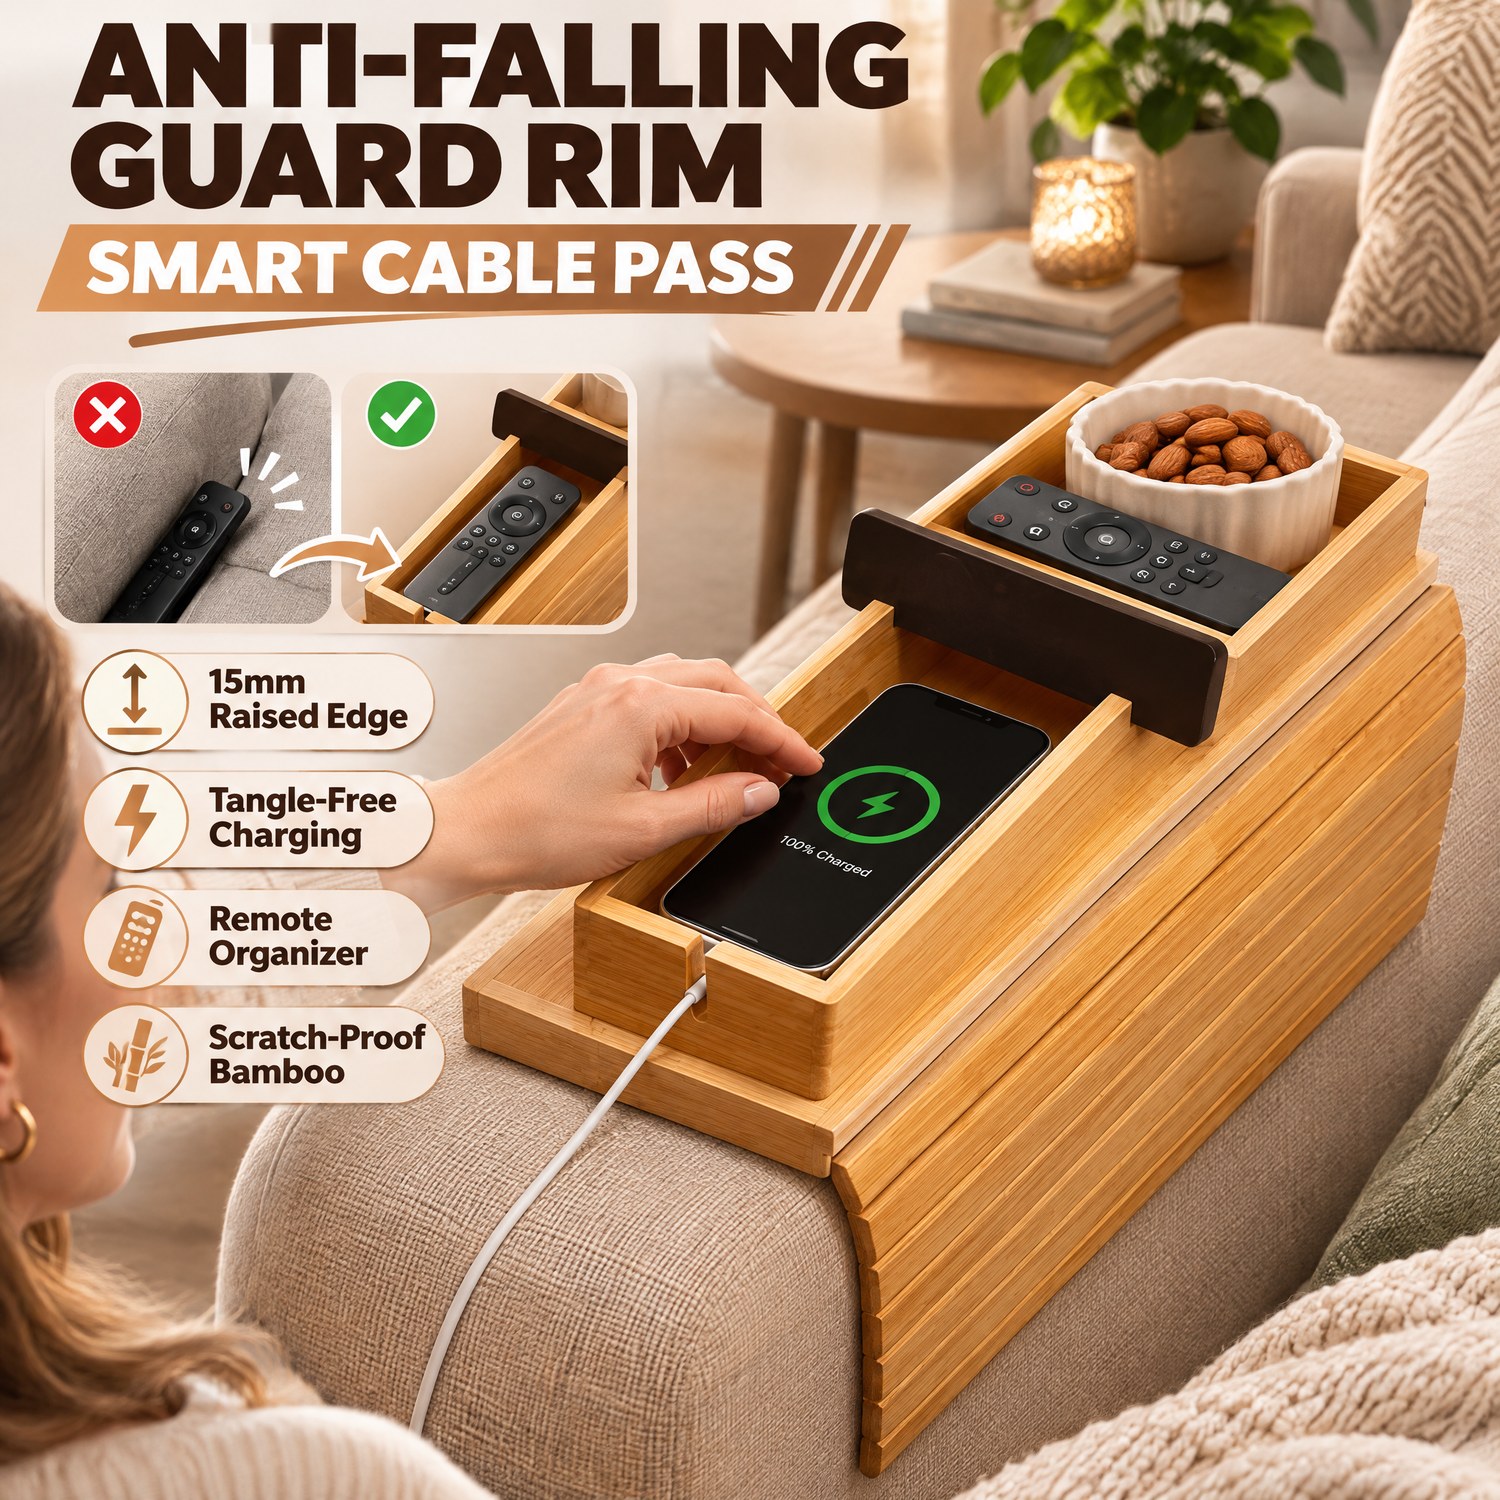 ANTI-FALLING
GUARD RIM
SMART CABLE PASS
15mm
Raised Edge
Tangle-Free
Charging
Remote
Organizer
Scratch-Proof
Bamboo
100% Charged